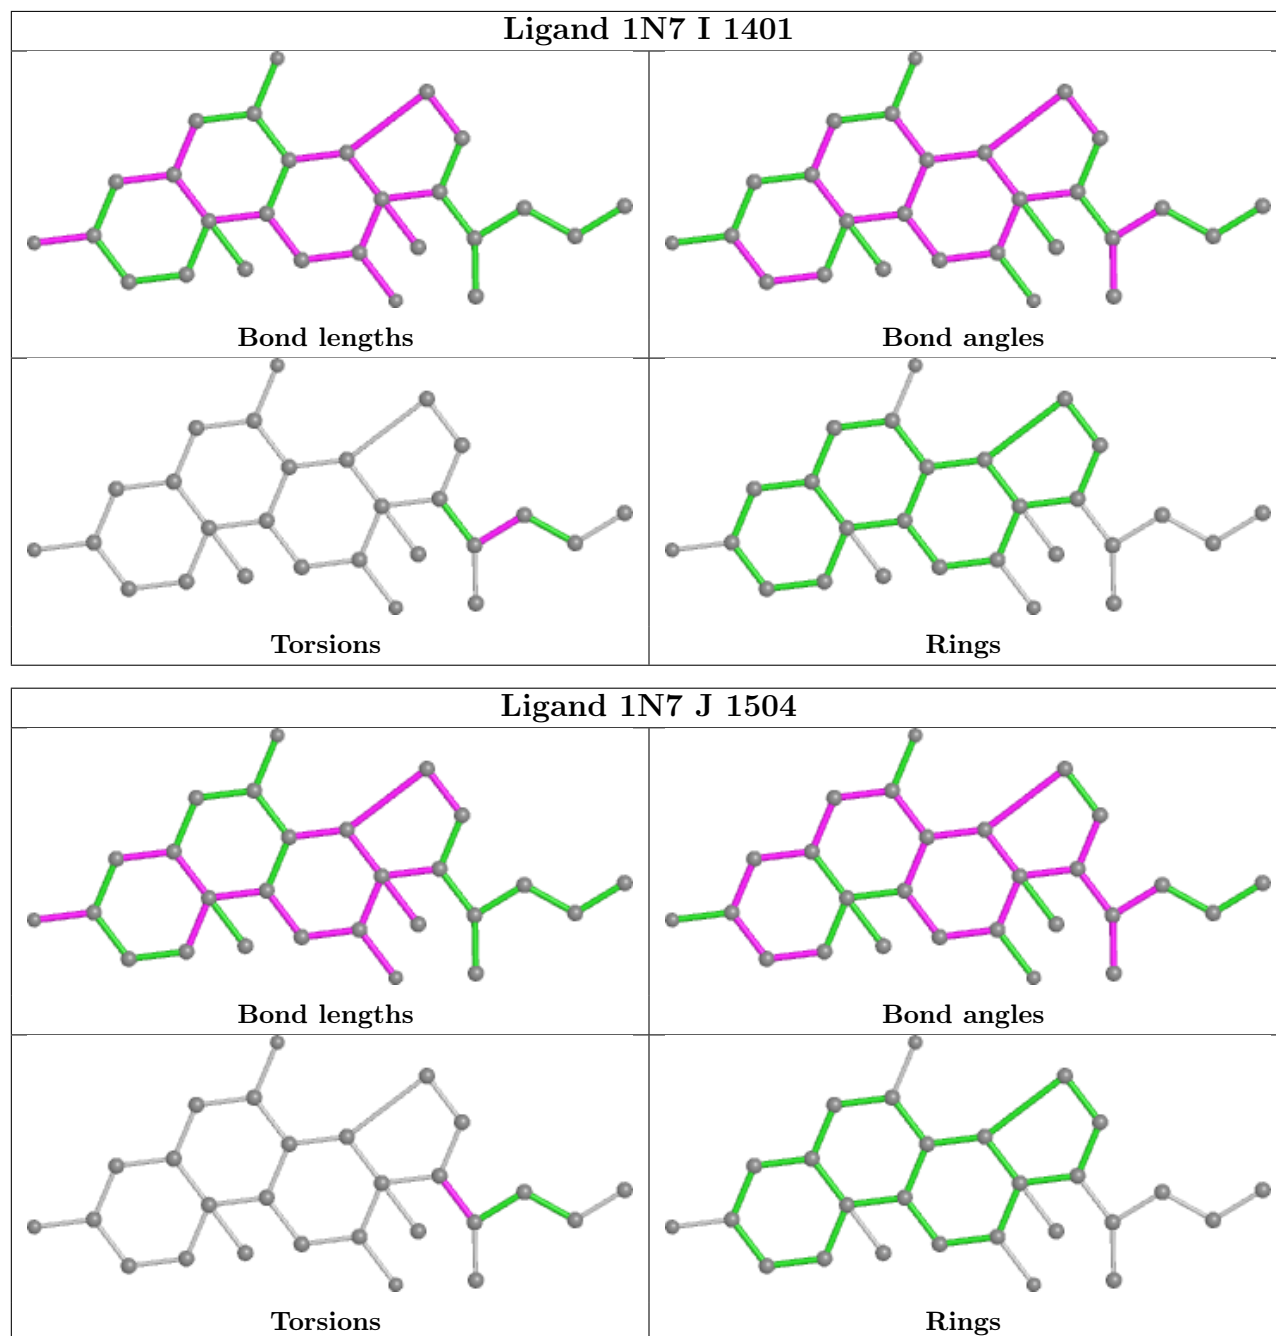 Ligand 1N7 I 1401
Bond lengths
Bond angles
Torsions
Rings
Ligand 1N7 J 1504
Bond lengths
Bond angles
Torsions
Rings